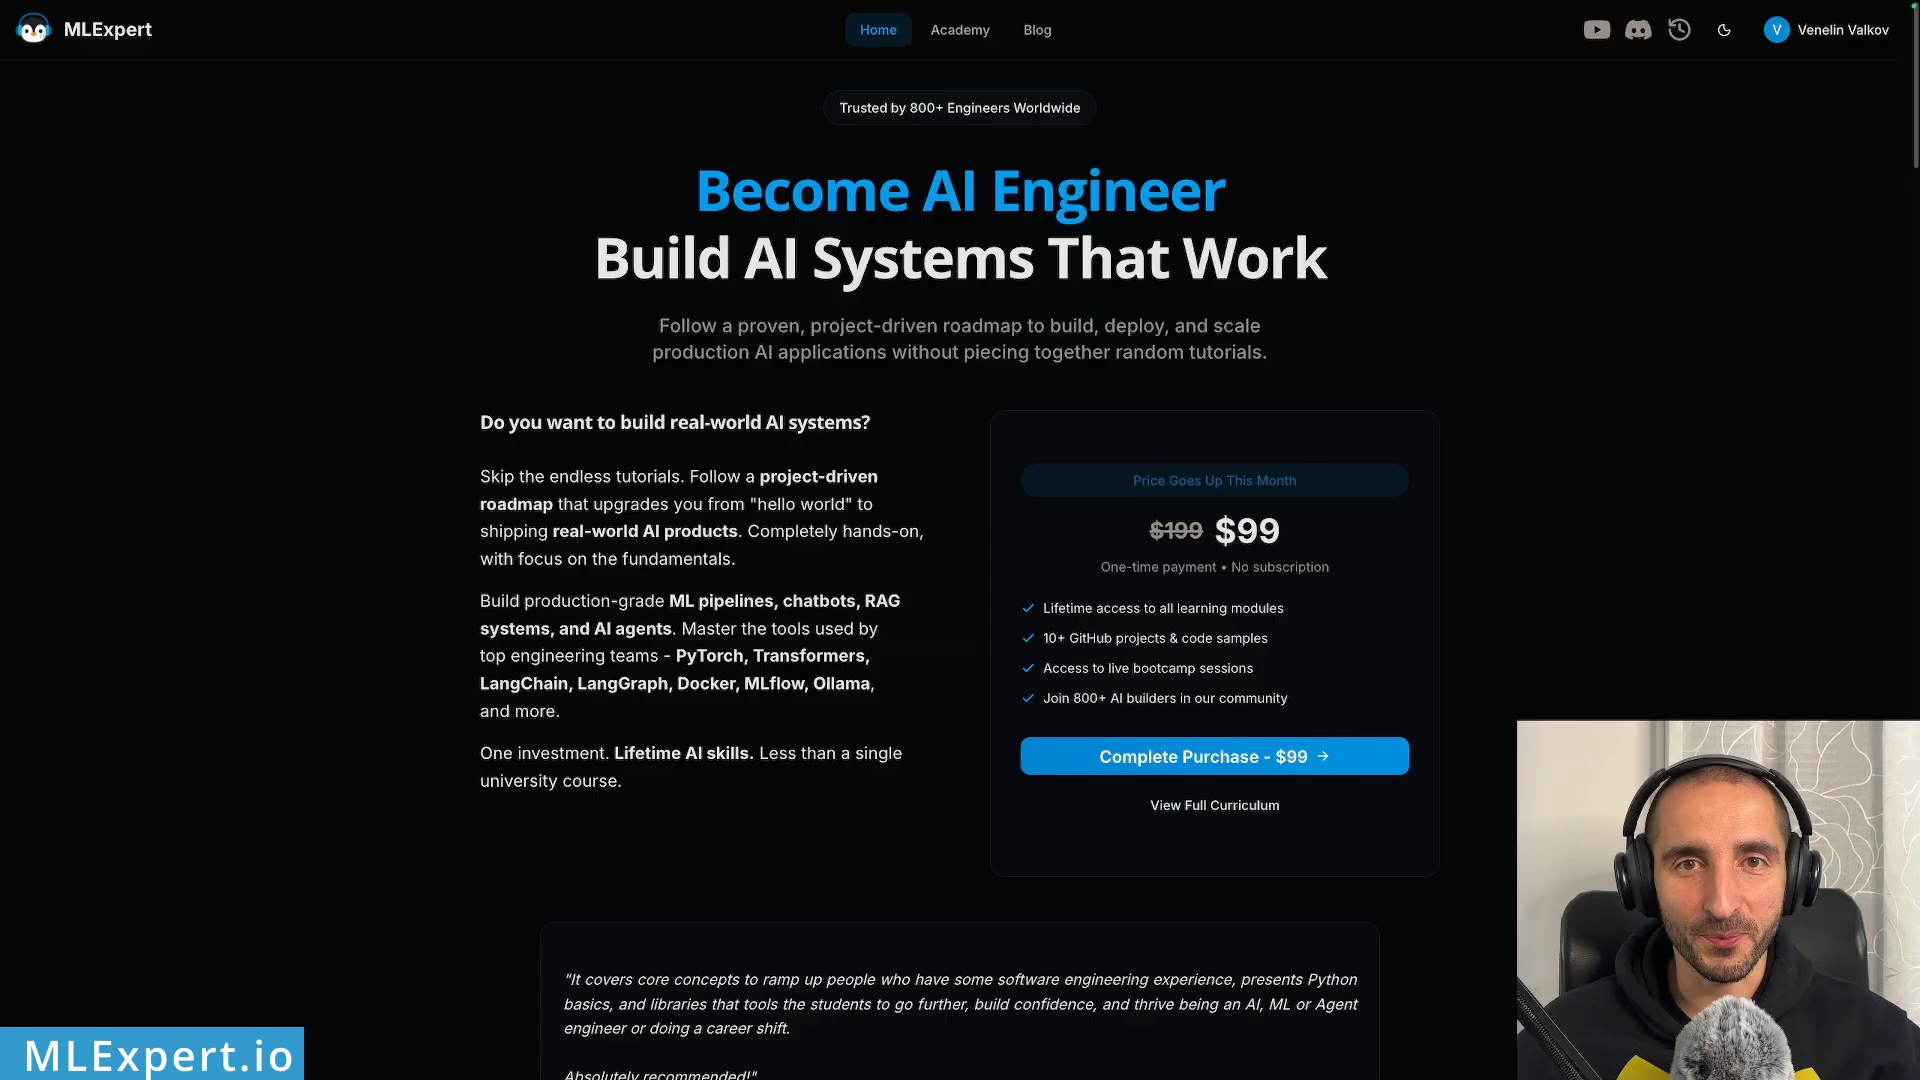 MLExpert
Home
Academy
Blog
V
Venelin Valkov
Trusted by 800+ Engineers Worldwide
Become AI Engineer
Build AI Systems That Work
Follow a proven, project-driven roadmap to build, deploy, and scale
production AI applications without piecing together random tutorials.
Do you want to build real-world AI systems?
Skip the endless tutorials. Follow a project-driven
roadmap that upgrades you from "hello world" to
shipping real-world AI products. Completely hands-on,
with focus on the fundamentals.
Build production-grade ML pipelines, chatbots, RAG
systems, and AI agents. Master the tools used by
top engineering teams - PyTorch, Transformers,
LangChain, LangGraph, Docker, MLflow, Ollama,
and more.
One investment. Lifetime AI skills. Less than a single
university course.
Price Goes Up This Month
$199 $99
One-time payment • No subscription
Lifetime access to all learning modules
10+ GitHub projects & code samples
Access to live bootcamp sessions
Join 800+ AI builders in our community
Complete Purchase - $99 →
View Full Curriculum
"It covers core concepts to ramp up people who have some software engineering experience, presents Python
basics, and libraries that tools the students to go further, build confidence, and thrive being an AI, ML or Agent
engineer or doing a career shift.
Absolutely recommended!"
MLExpert.io